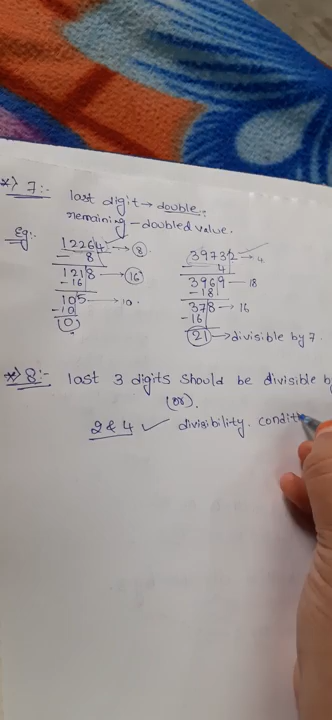 *) 7:- last digit → double.
remaining - doubled value.
Eg:-
12264 → 8
- 8
1218 → 16
- 16
105 → 10.
- 10
0
39732 → 4
4
3969 - 18
- 18
378 → 16
- 16
21 → divisible by 7.
*) 8:- last 3 digits should be divisible b
(or).
2 & 4 ✓ divisibility. condit